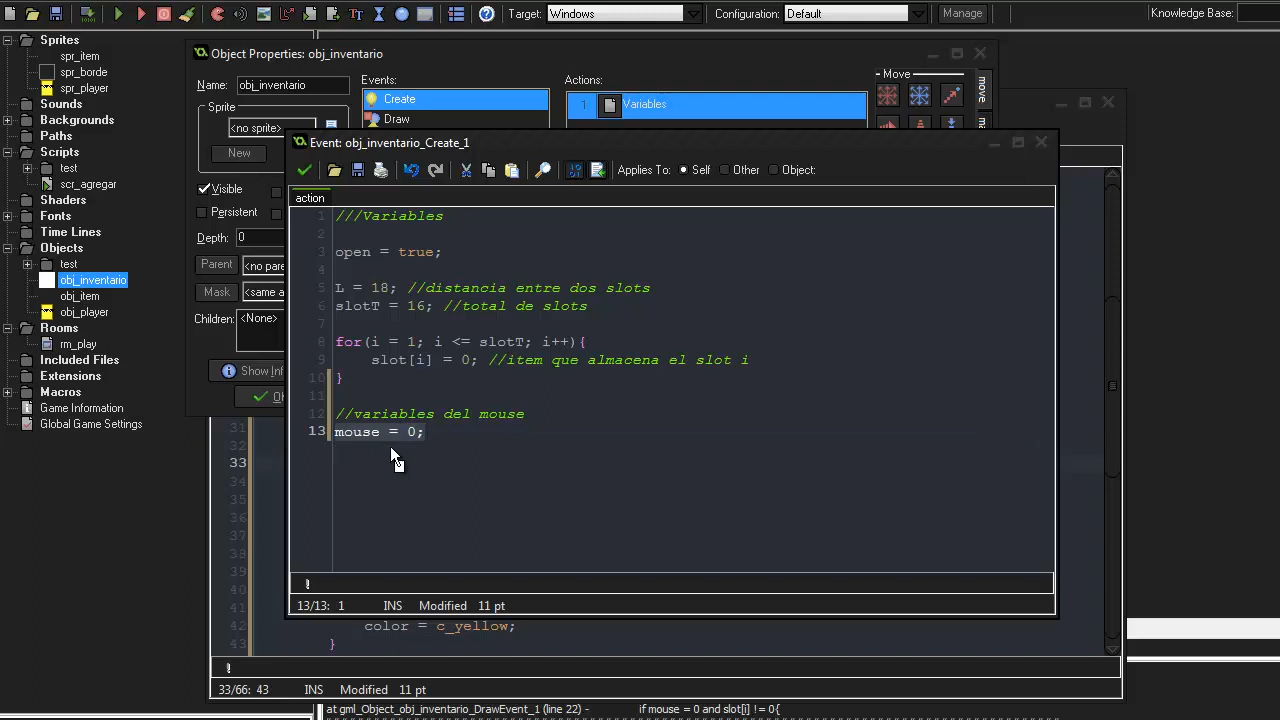 Target: Windows Configuration: Default Manage Knowledge Base:
Sprites
spr_item
spr_borde
spr_player
Sounds
Backgrounds
Paths
Scripts
test
scr_agregar
Shaders
Fonts
Time Lines
Objects
test
obj_inventario
obj_item
obj_player
Rooms
rm_play
Included Files
Extensions
Macros
Game Information
Global Game Settings
Object Properties: obj_inventario
Name: obj_inventario
Sprite
<no sprite>
New
Visible
Persistent
Depth: 0
Parent
Mask
Children: <None>
Events:
Create
Draw
Actions:
1 Variables
Move
move
Event: obj_inventario_Create_1
Applies To: Self Other Object:
action
1 ///Variables
2
3 open = true;
4
5 L = 18; //distancia entre dos slots
6 slotT = 16; //total de slots
7
8 for(i = 1; i <= slotT; i++){
9 slot[i] = 0; //item que almacena el slot i
10 }
11
12 //variables del mouse
13 mouse = 0;
13/13: 1 INS Modified 11 pt
31
32
33
34
35
36
37
38
39
40
41
42 color = c_yellow;
43 }
33/66: 43 INS Modified 11 pt
at gml_Object_obj_inventario_DrawEvent_1 (line 22) - if mouse = 0 and slot[i] != 0{